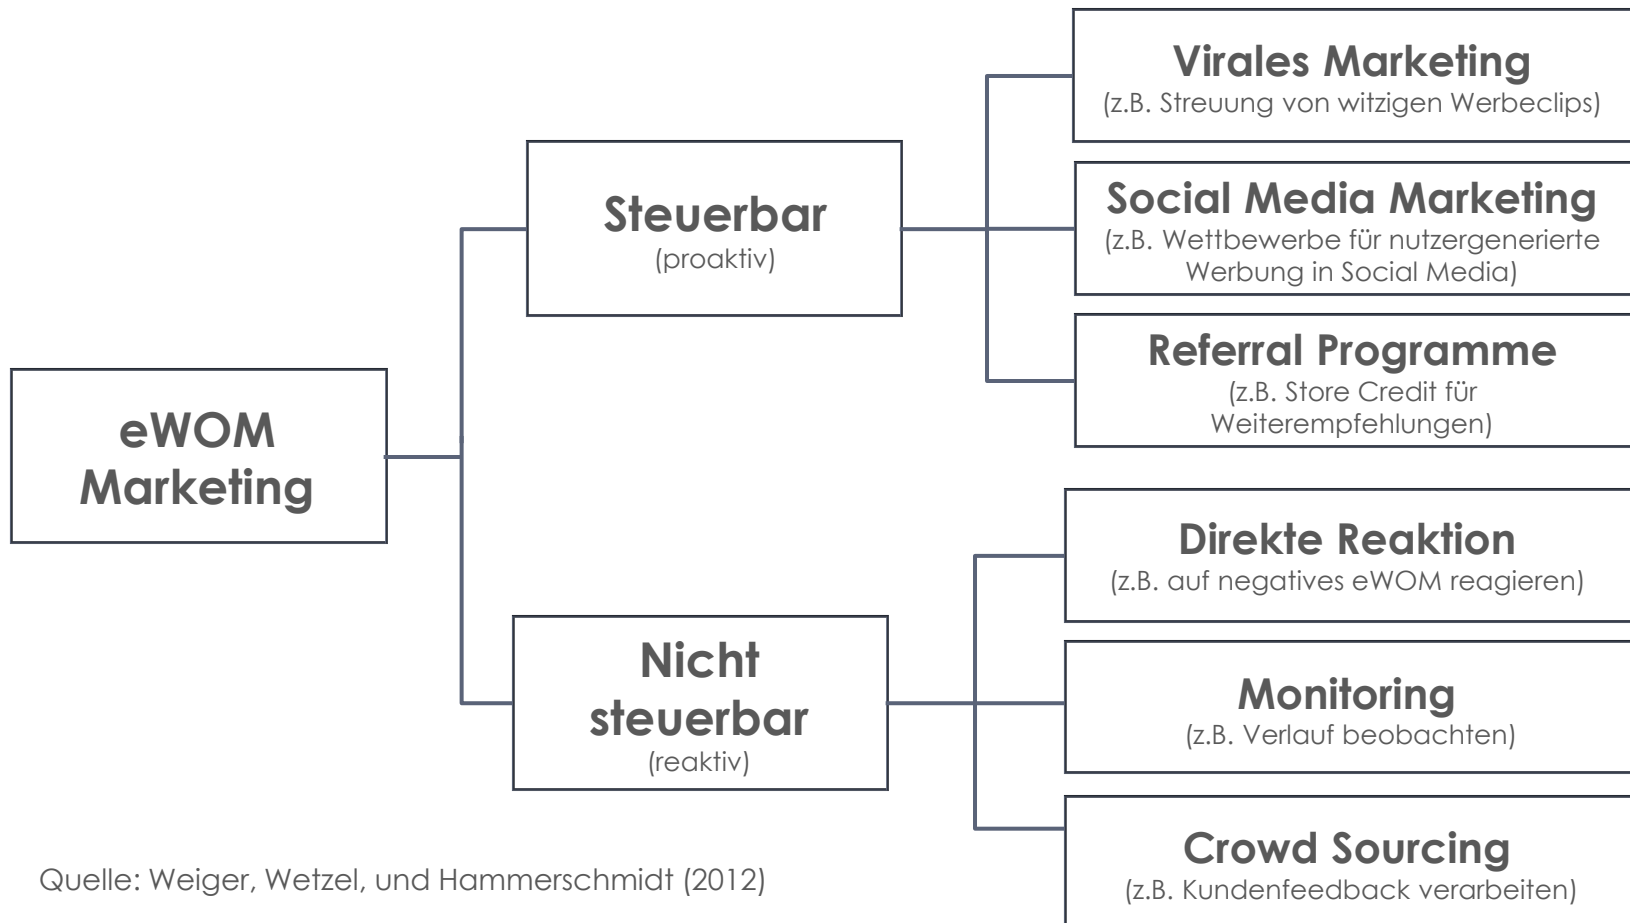 eWOM
Marketing
Steuerbar
(proaktiv)
Virales Marketing
(z.B. Streuung von witzigen Werbeclips)
Social Media Marketing
(z.B. Wettbewerbe für nutzergenerierte
Werbung in Social Media)
Referral Programme
(z.B. Store Credit für
Weiterempfehlungen)
Nicht
steuerbar
(reaktiv)
Direkte Reaktion
(z.B. auf negatives eWOM reagieren)
Monitoring
(z.B. Verlauf beobachten)
Crowd Sourcing
(z.B. Kundenfeedback verarbeiten)
Quelle: Weiger, Wetzel, und Hammerschmidt (2012)